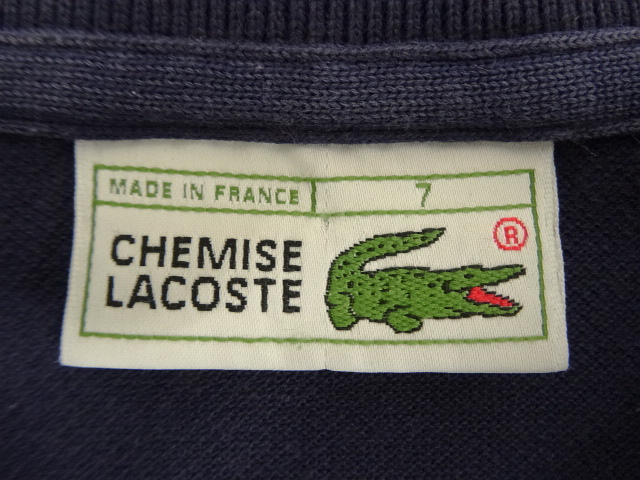 MADE IN FRANCE 7
CHEMISE
LACOSTE
®